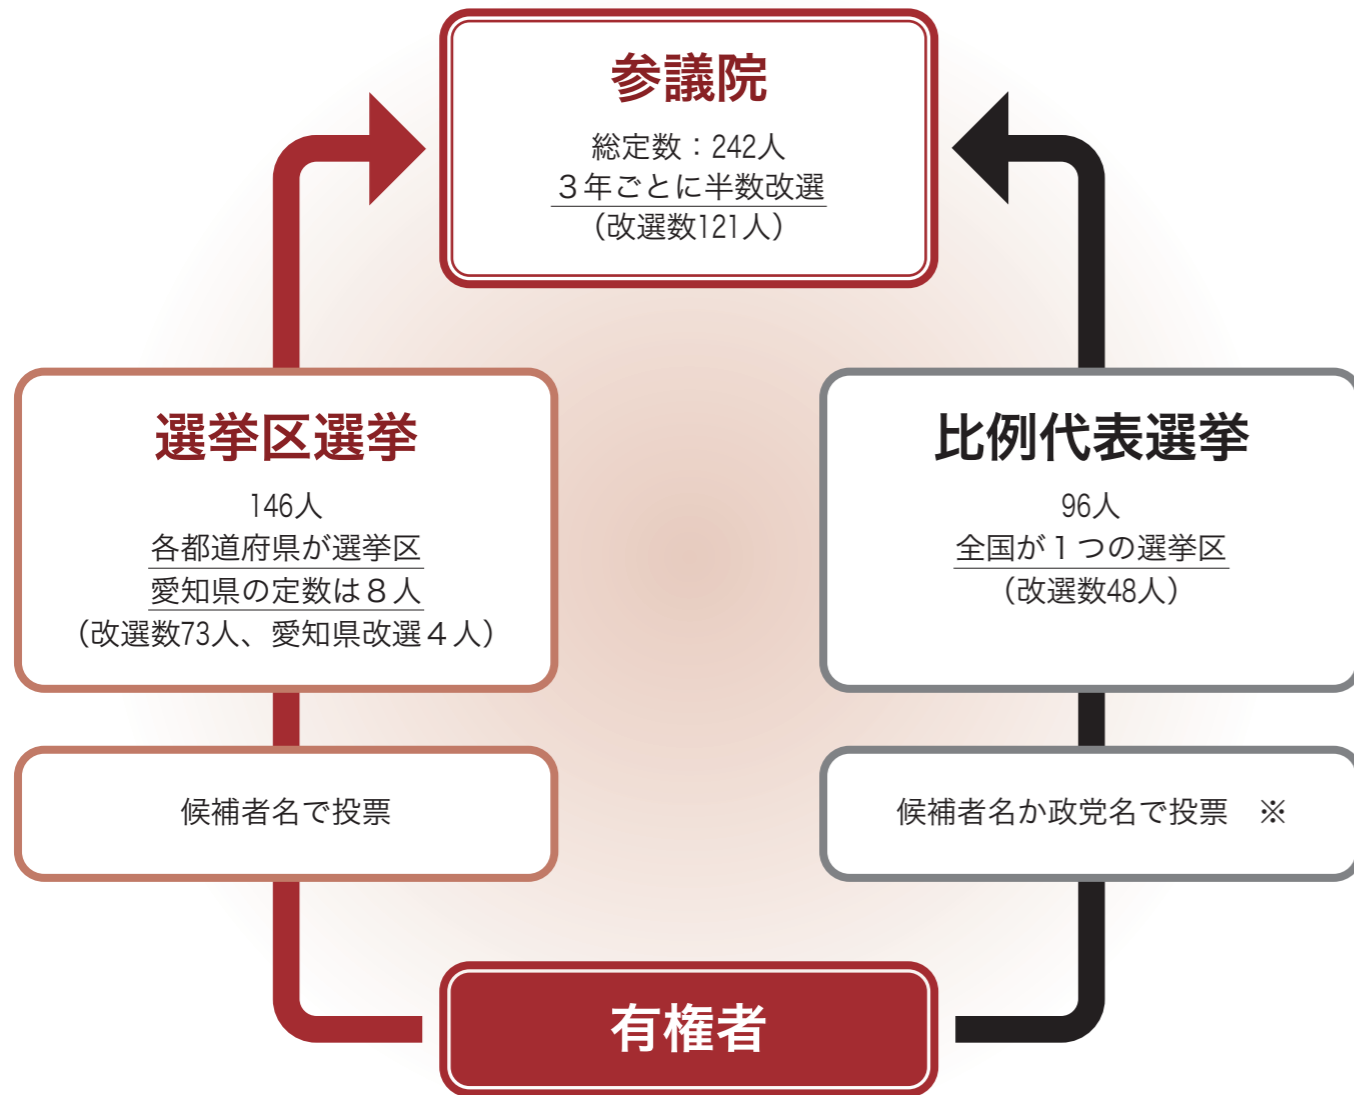 参議院
総定数：242人
３年ごとに半数改選
（改選数121人）
選挙区選挙
146人
各都道府県が選挙区
愛知県の定数は８人
（改選数73人、愛知県改選４人）
候補者名で投票
比例代表選挙
96人
全国が１つの選挙区
（改選数48人）
候補者名か政党名で投票　※
有権者